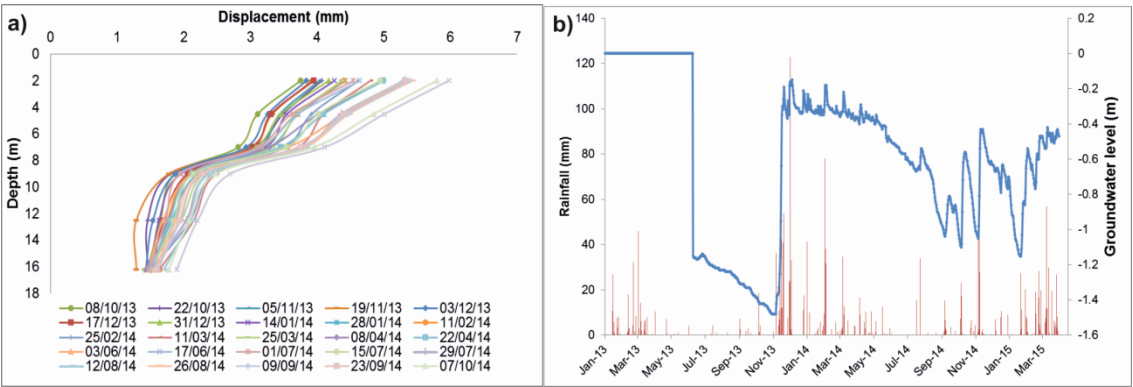 a)
Displacement (mm)
0 1 2 3 4 5 6 7
Depth (m)
0
2
4
6
8
10
12
14
16
18
08/10/13 22/10/13 05/11/13 19/11/13 03/12/13
17/12/13 31/12/13 14/01/14 28/01/14 11/02/14
25/02/14 11/03/14 25/03/14 08/04/14 22/04/14
03/06/14 17/06/14 01/07/14 15/07/14 29/07/14
12/08/14 26/08/14 09/09/14 23/09/14 07/10/14
b)
Rainfall (mm)
140
120
100
80
60
40
20
0
Groundwater level (m)
0.2
0
-0.2
-0.4
-0.6
-0.8
-1
-1.2
-1.4
-1.6
Jan-13 Mar-13 May-13 Jul-13 Sep-13 Nov-13 Jan-14 Mar-14 May-14 Jul-14 Sep-14 Nov-14 Jan-15 Mar-15